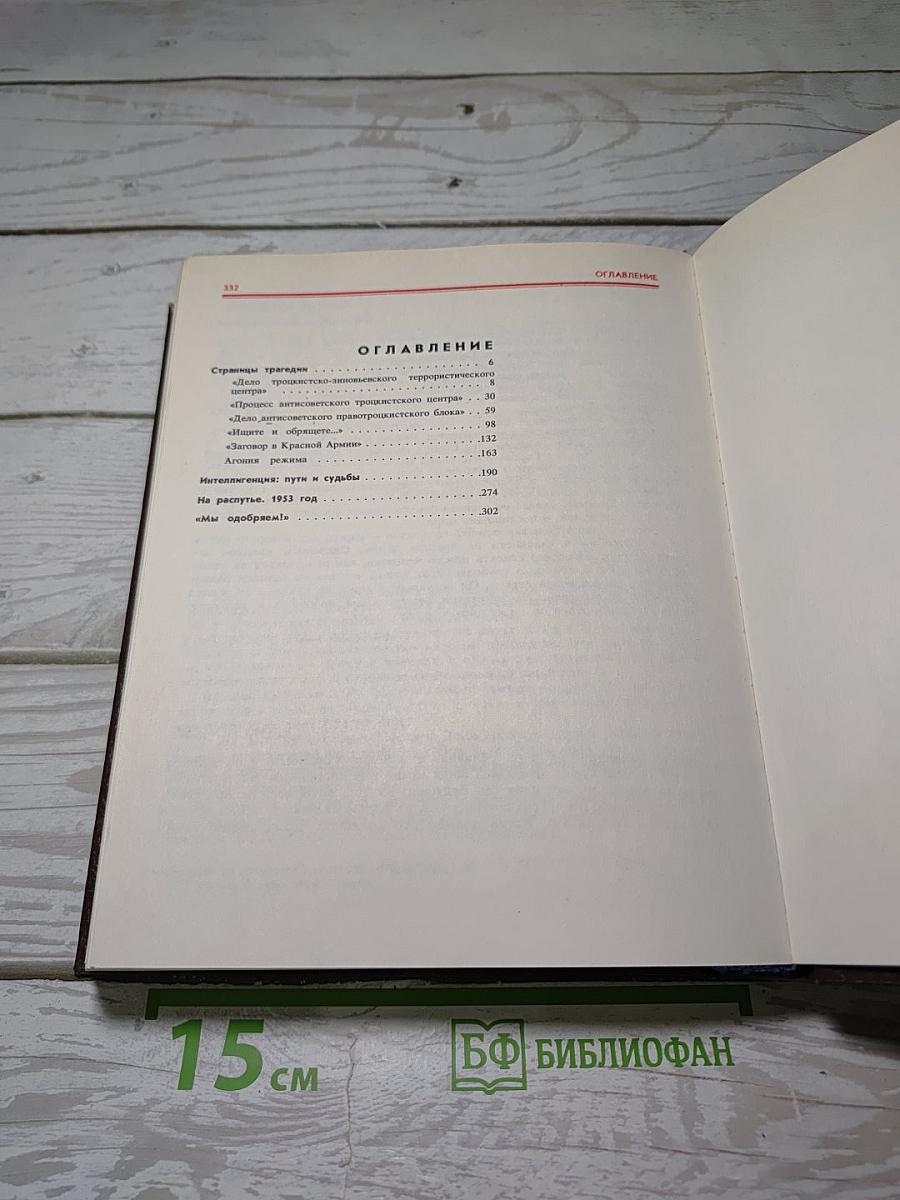 332 ОГЛАВЛЕНИЕ
ОГЛАВЛЕНИЕ
Страницы трагедии . . . . . . . . . . . . . . . . . . . . . . 6
«Дело троцкистско-зиновьевского террористического
центра» . . . . . . . . . . . . . . . . . . . . . . . . . . 8
«Процесс антисоветского троцкистского центра» . . 30
«Дело антисоветского правотроцкистского блока» . . 59
«Ищите и обрящете...» . . . . . . . . . . . . . . . . . 98
«Заговор в Красной Армии» . . . . . . . . . . . . . .132
Агония режима . . . . . . . . . . . . . . . . . . . . .163
Интеллигенция: пути и судьбы . . . . . . . . . . . . . .190
На распутье. 1953 год . . . . . . . . . . . . . . . . . . .274
«Мы одобряем!» . . . . . . . . . . . . . . . . . . . . . .302
15 см
БФ БИБЛИОФАН